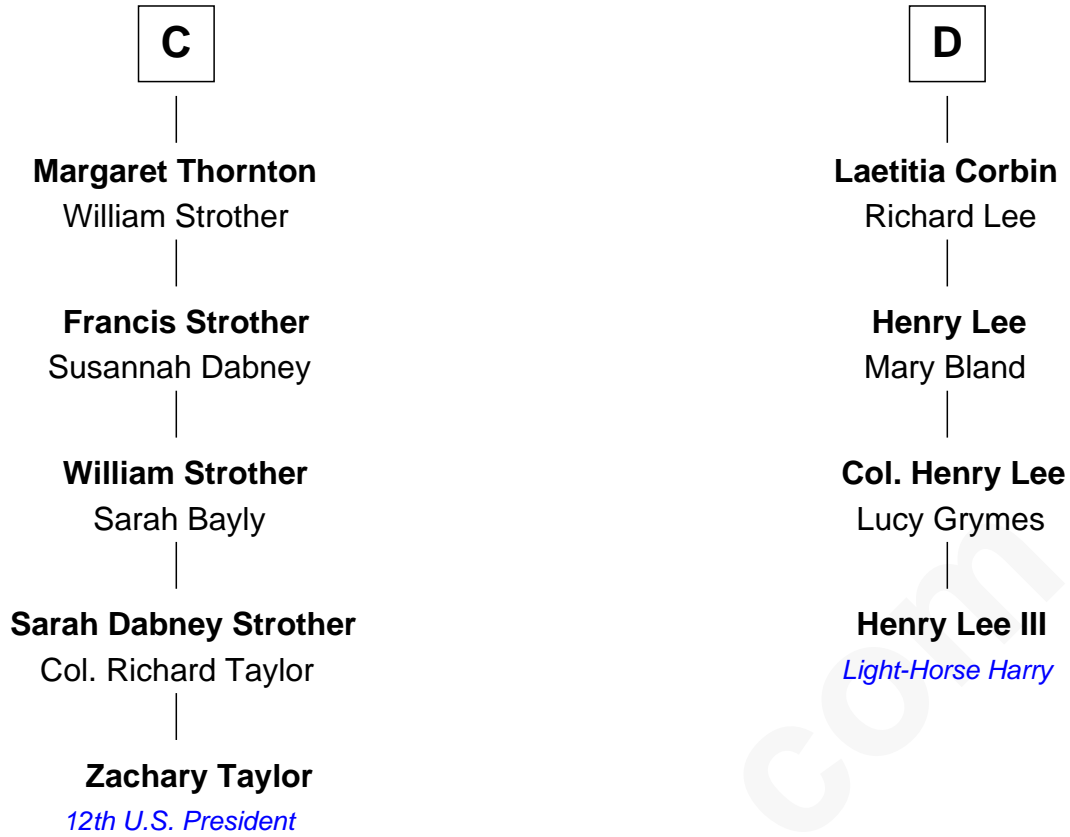 C
Margaret Thornton
William Strother
Francis Strother
Susannah Dabney
William Strother
Sarah Bayly
Sarah Dabney Strother
Col. Richard Taylor
Zachary Taylor
12th U.S. President
D
Laetitia Corbin
Richard Lee
Henry Lee
Mary Bland
Col. Henry Lee
Lucy Grymes
Henry Lee III
Light-Horse Harry
com